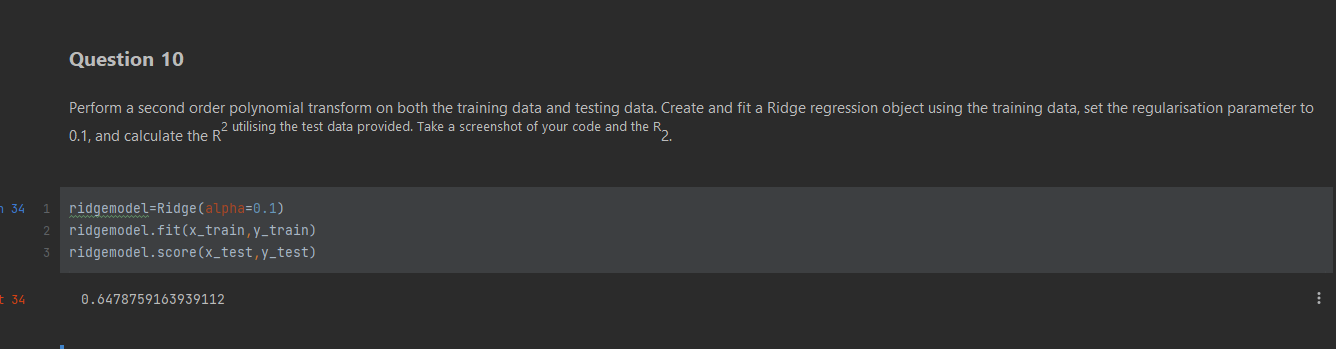 Question 10
Perform a second order polynomial transform on both the training data and testing data. Create and fit a Ridge regression object using the training data, set the regularisation parameter to
0.1, and calculate the R2 utilising the test data provided. Take a screenshot of your code and the R2.
n 34 1 ridgemodel=Ridge(alpha=0.1)
2 ridgemodel.fit(x_train,y_train)
3 ridgemodel.score(x_test,y_test)
t 34 0.6478759163939112